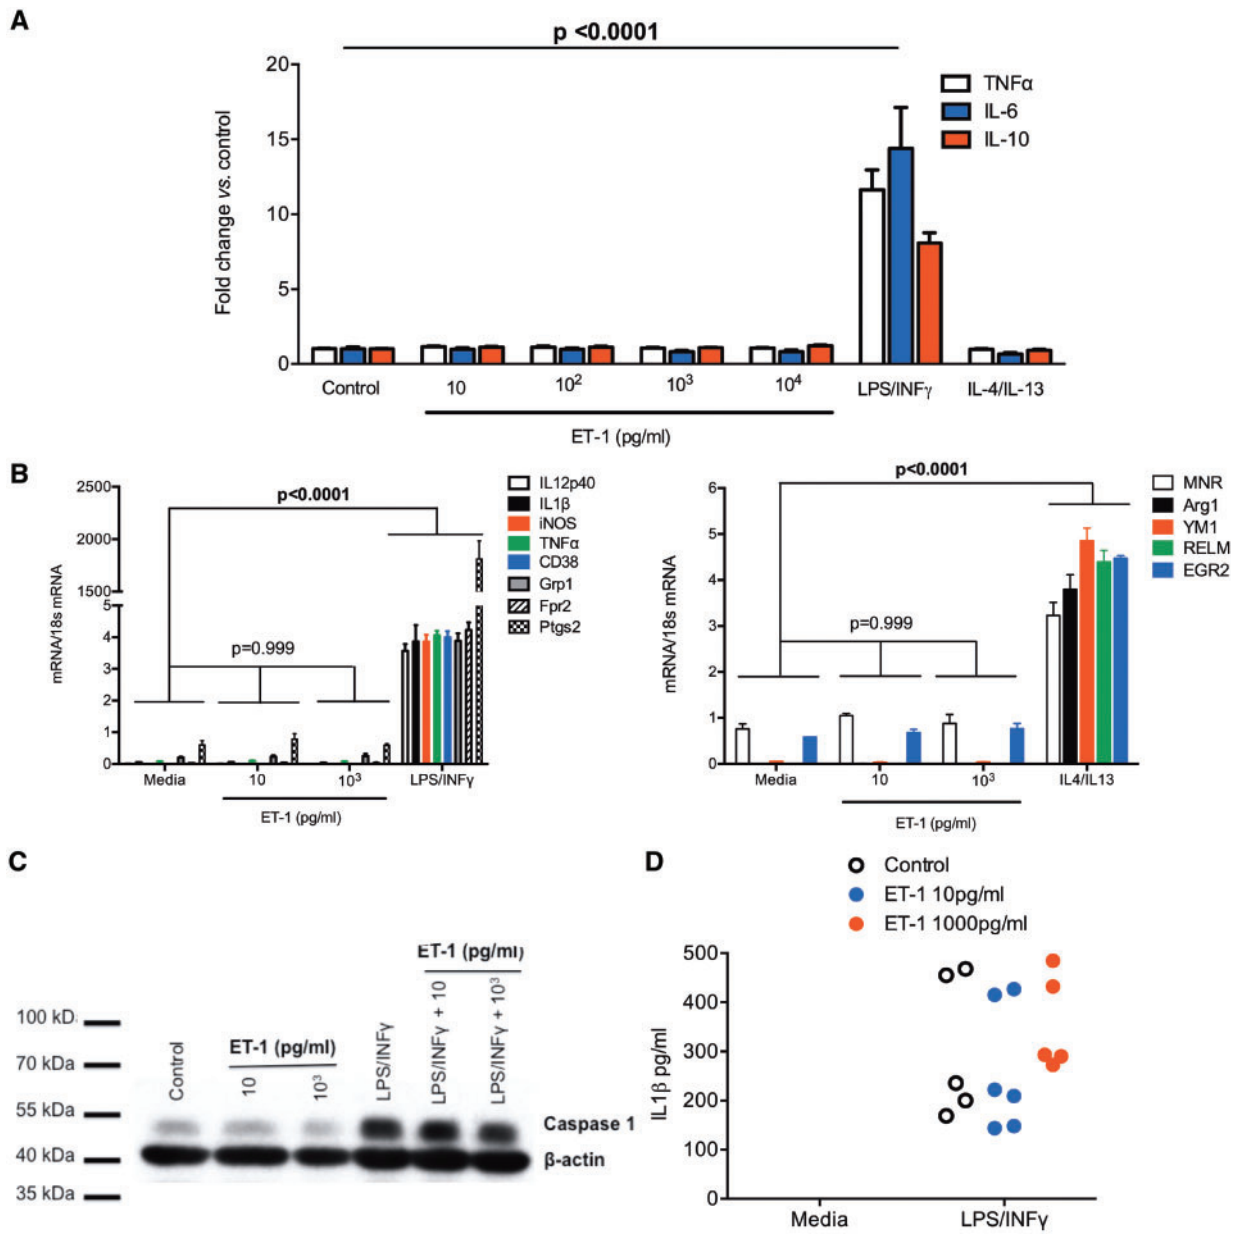 A
p <0.0001
Fold change vs. control
20
15
10
5
0
TNFα
IL-6
IL-10
Control
10
10²
10³
10⁴
LPS/INFγ
IL-4/IL-13
ET-1 (pg/ml)
B
mRNA/18s mRNA
2500
2000
1500
5
4
3
2
1
0
p<0.0001
p=0.999
IL12p40
IL1β
iNOS
TNFα
CD38
Grp1
Fpr2
Ptgs2
Media
10
10³
LPS/INFγ
ET-1 (pg/ml)
mRNA/18s mRNA
6
5
4
3
2
1
0
p<0.0001
p=0.999
MNR
Arg1
YM1
RELM
EGR2
Media
10
10³
IL4/IL13
ET-1 (pg/ml)
C
ET-1 (pg/ml)
100 kD
70 kDa
55 kDa
40 kDa
35 kDa
Control
ET-1 (pg/ml)
10
10³
LPS/INFγ
LPS/INFγ + 10
LPS/INFγ + 10³
Caspase 1
β-actin
D
Control
ET-1 10pg/ml
ET-1 1000pg/ml
IL1β pg/ml
500
400
300
200
100
0
Media
LPS/INFγ